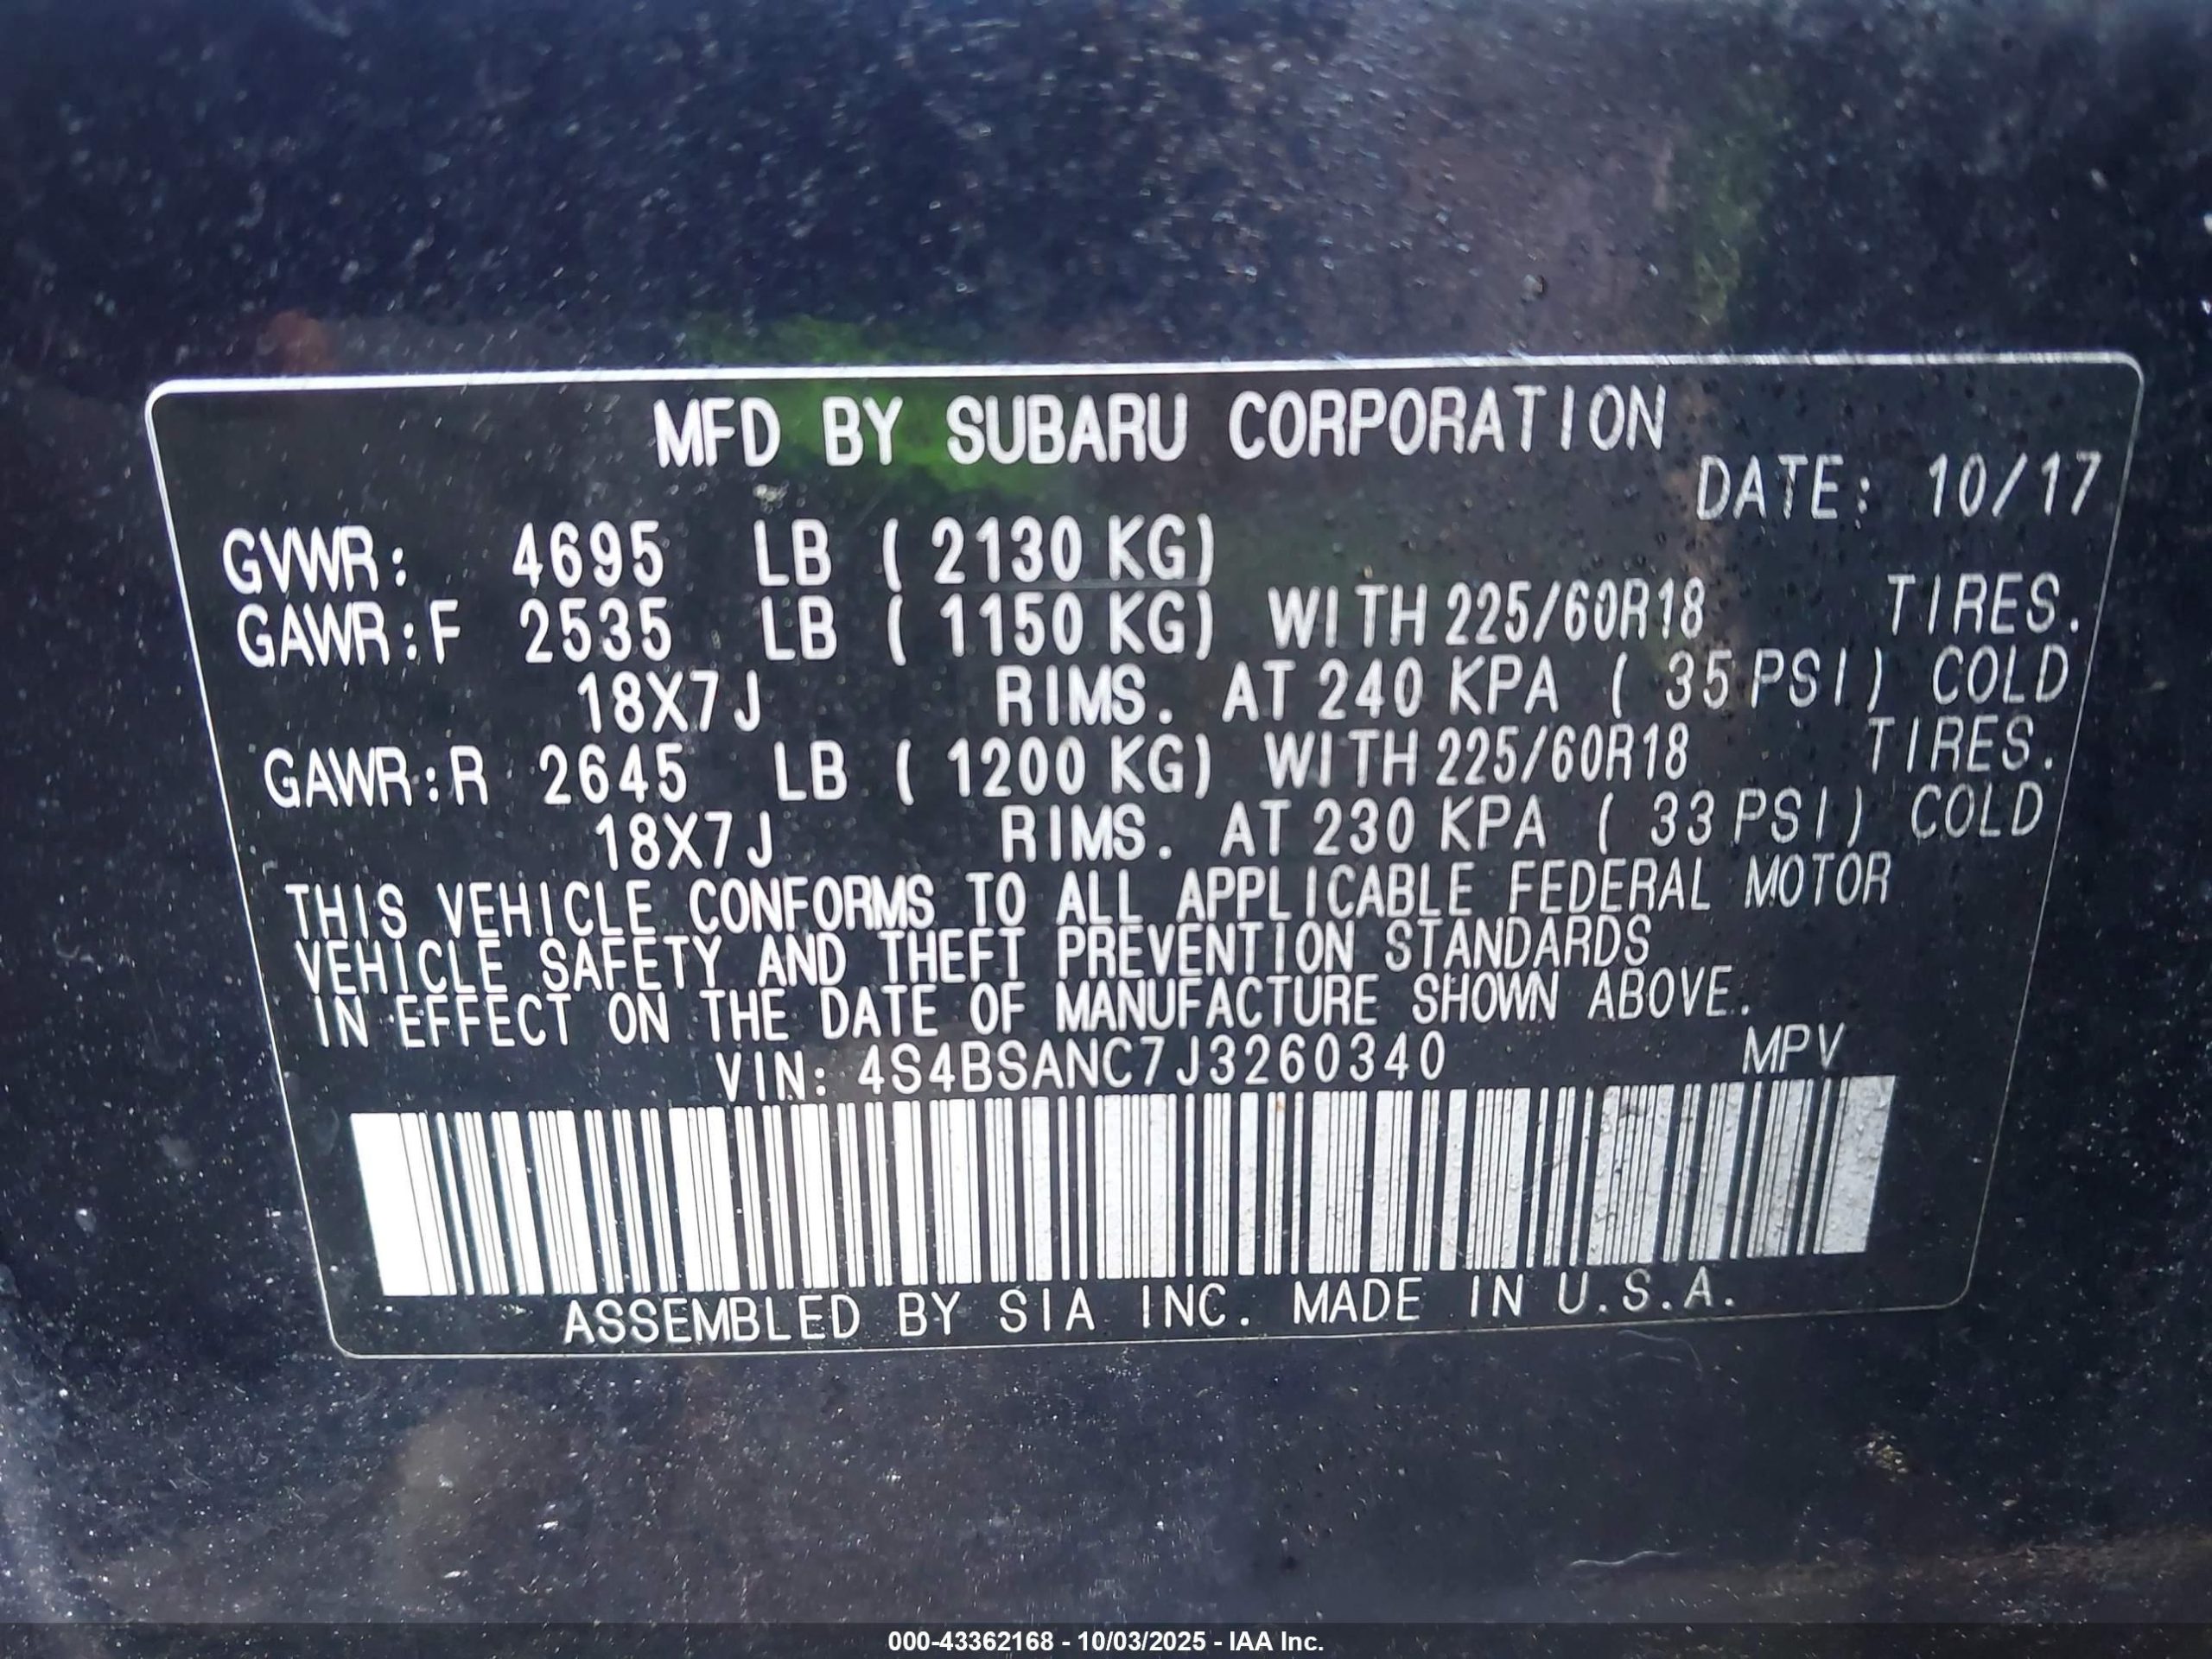 MFD BY SUBARU CORPORATION
DATE: 10/17
GVWR: 4695 LB ( 2130 KG)
GAWR:F 2535 LB ( 1150 KG) WITH 225/60R18 TIRES.
18X7J RIMS. AT 240 KPA ( 35 PSI) COLD
GAWR:R 2645 LB ( 1200 KG) WITH 225/60R18 TIRES.
18X7J RIMS. AT 230 KPA ( 33 PSI) COLD
THIS VEHICLE CONFORMS TO ALL APPLICABLE FEDERAL MOTOR
VEHICLE SAFETY AND THEFT PREVENTION STANDARDS
IN EFFECT ON THE DATE OF MANUFACTURE SHOWN ABOVE.
VIN: 4S4BSANC7J3260340 MPV
ASSEMBLED BY SIA INC. MADE IN U.S.A.
000-43362168 - 10/03/2025 - IAA Inc.